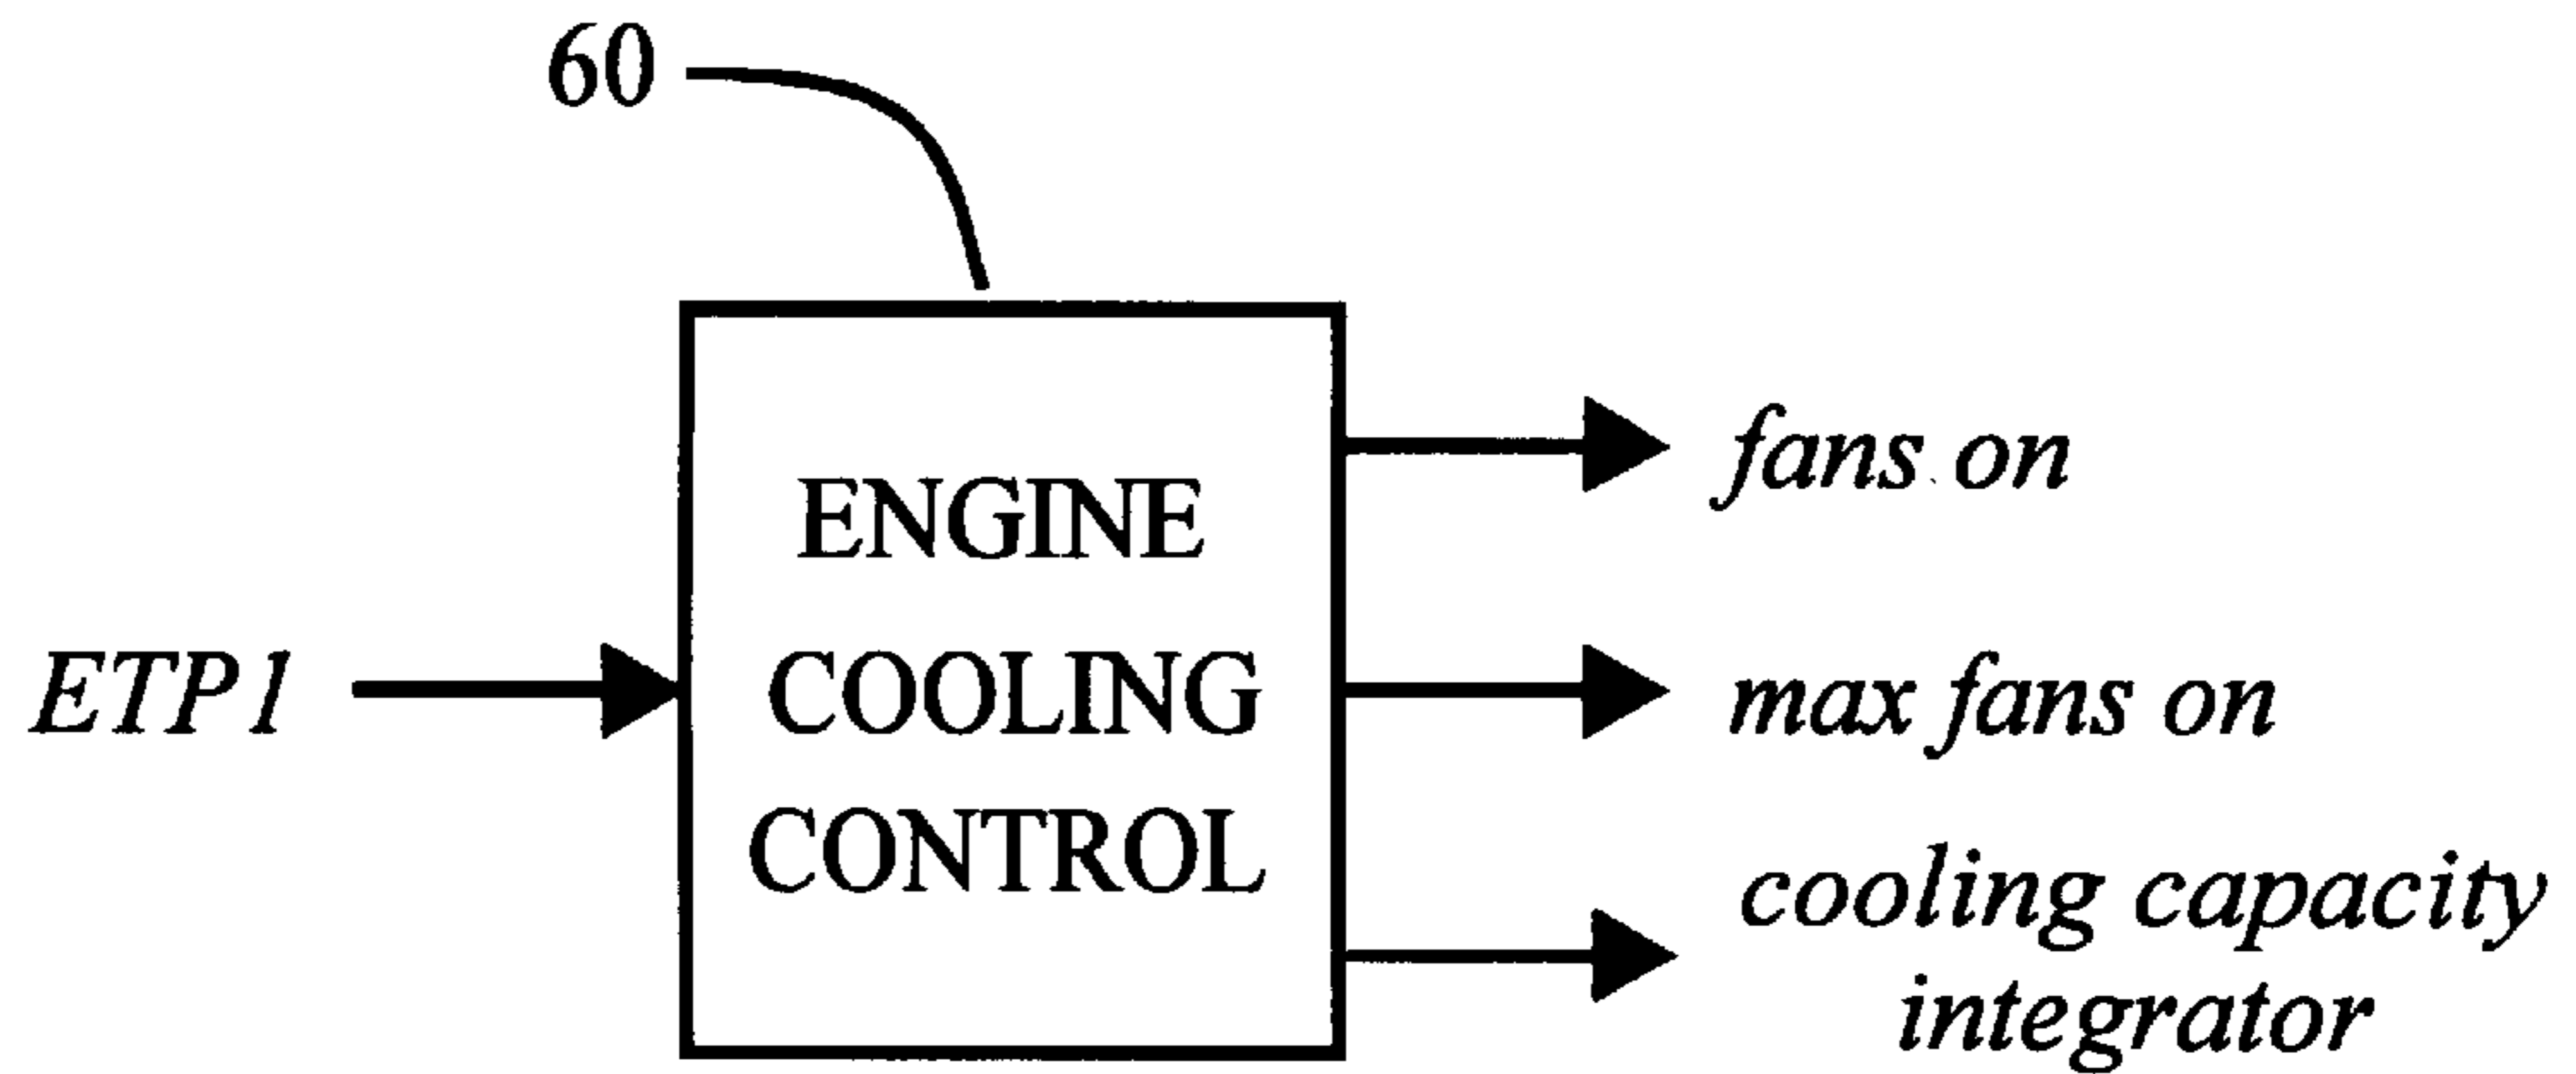 60
ENGINE
COOLING
CONTROL
ETP1
fans on
max fans on
cooling capacity
integrator